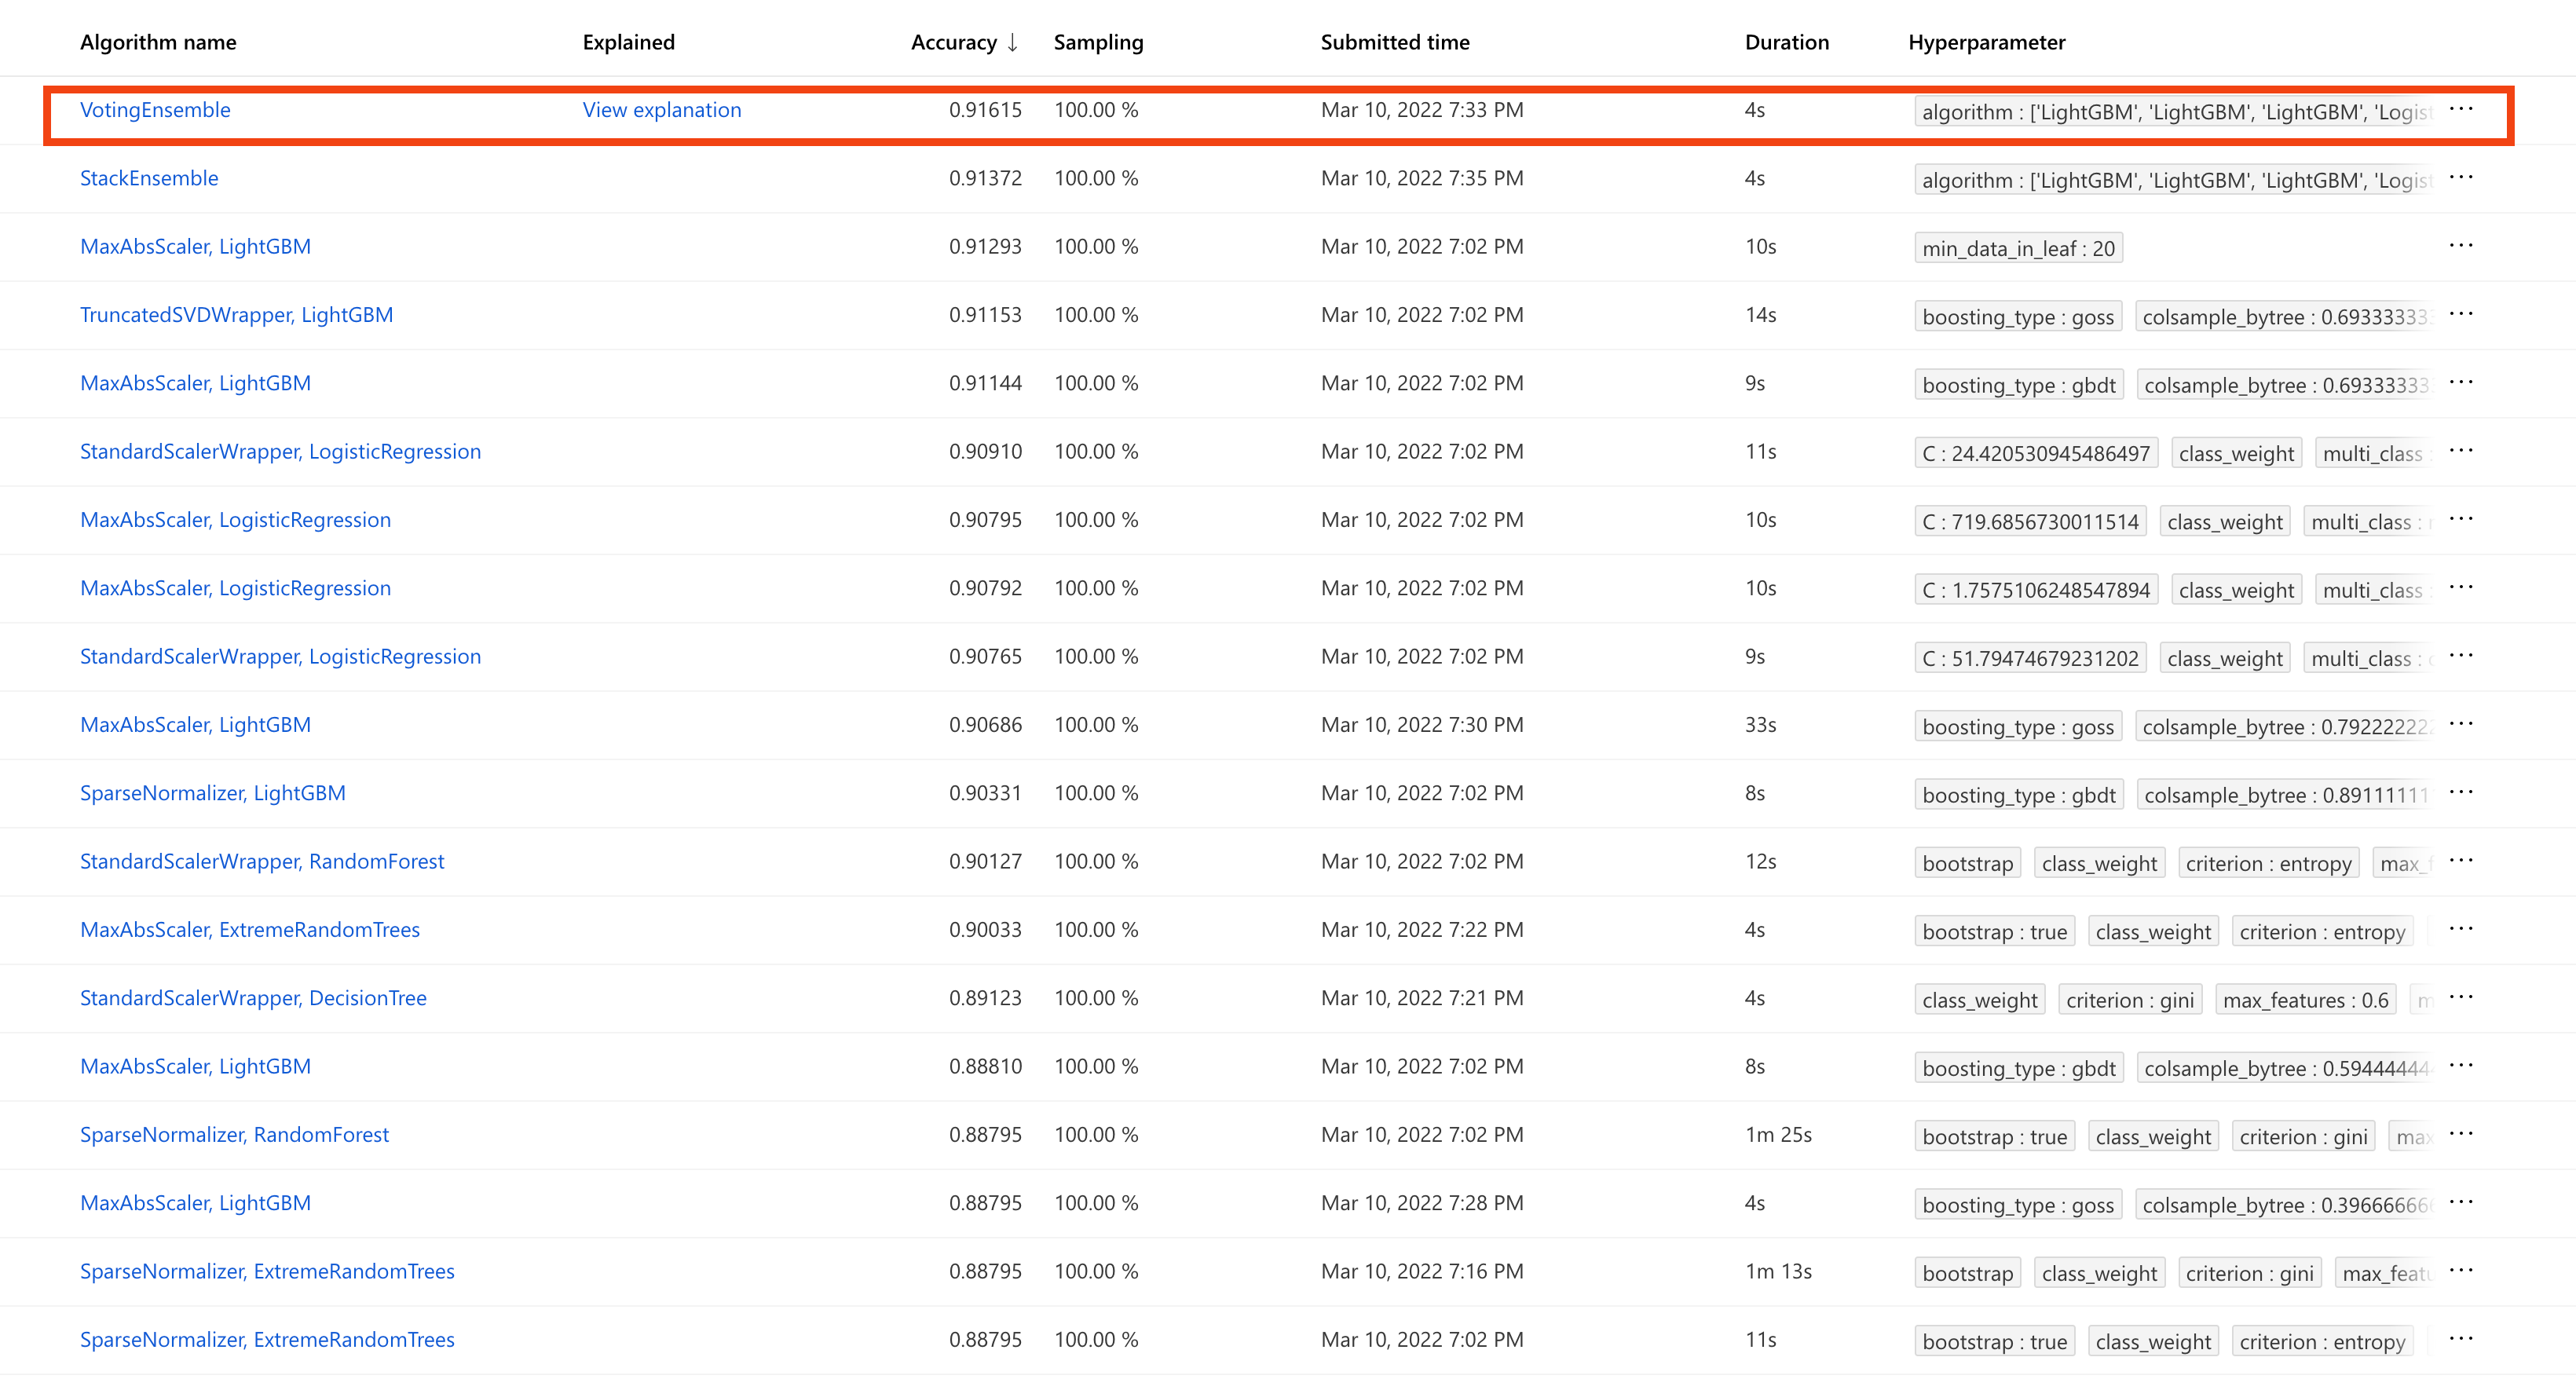 Algorithm name Explained Accuracy ↓ Sampling Submitted time Duration Hyperparameter
VotingEnsemble View explanation 0.91615 100.00 % Mar 10, 2022 7:33 PM 4s algorithm : ['LightGBM', 'LightGBM', 'LightGBM', 'Logist ...
StackEnsemble 0.91372 100.00 % Mar 10, 2022 7:35 PM 4s algorithm : ['LightGBM', 'LightGBM', 'LightGBM', 'Logist ...
MaxAbsScaler, LightGBM 0.91293 100.00 % Mar 10, 2022 7:02 PM 10s min_data_in_leaf : 20 ...
TruncatedSVDWrapper, LightGBM 0.91153 100.00 % Mar 10, 2022 7:02 PM 14s boosting_type : goss colsample_bytree : 0.693333333 ...
MaxAbsScaler, LightGBM 0.91144 100.00 % Mar 10, 2022 7:02 PM 9s boosting_type : gbdt colsample_bytree : 0.69333333 ...
StandardScalerWrapper, LogisticRegression 0.90910 100.00 % Mar 10, 2022 7:02 PM 11s C : 24.420530945486497 class_weight multi_class ...
MaxAbsScaler, LogisticRegression 0.90795 100.00 % Mar 10, 2022 7:02 PM 10s C : 719.6856730011514 class_weight multi_class : ...
MaxAbsScaler, LogisticRegression 0.90792 100.00 % Mar 10, 2022 7:02 PM 10s C : 1.7575106248547894 class_weight multi_class ...
StandardScalerWrapper, LogisticRegression 0.90765 100.00 % Mar 10, 2022 7:02 PM 9s C : 51.79474679231202 class_weight multi_class : ...
MaxAbsScaler, LightGBM 0.90686 100.00 % Mar 10, 2022 7:30 PM 33s boosting_type : goss colsample_bytree : 0.792222222 ...
SparseNormalizer, LightGBM 0.90331 100.00 % Mar 10, 2022 7:02 PM 8s boosting_type : gbdt colsample_bytree : 0.89111111 ...
StandardScalerWrapper, RandomForest 0.90127 100.00 % Mar 10, 2022 7:02 PM 12s bootstrap class_weight criterion : entropy max_f ...
MaxAbsScaler, ExtremeRandomTrees 0.90033 100.00 % Mar 10, 2022 7:22 PM 4s bootstrap : true class_weight criterion : entropy ...
StandardScalerWrapper, DecisionTree 0.89123 100.00 % Mar 10, 2022 7:21 PM 4s class_weight criterion : gini max_features : 0.6 m ...
MaxAbsScaler, LightGBM 0.88810 100.00 % Mar 10, 2022 7:02 PM 8s boosting_type : gbdt colsample_bytree : 0.59444444 ...
SparseNormalizer, RandomForest 0.88795 100.00 % Mar 10, 2022 7:02 PM 1m 25s bootstrap : true class_weight criterion : gini max ...
MaxAbsScaler, LightGBM 0.88795 100.00 % Mar 10, 2022 7:28 PM 4s boosting_type : goss colsample_bytree : 0.396666666 ...
SparseNormalizer, ExtremeRandomTrees 0.88795 100.00 % Mar 10, 2022 7:16 PM 1m 13s bootstrap class_weight criterion : gini max_featu ...
SparseNormalizer, ExtremeRandomTrees 0.88795 100.00 % Mar 10, 2022 7:02 PM 11s bootstrap : true class_weight criterion : entropy ...